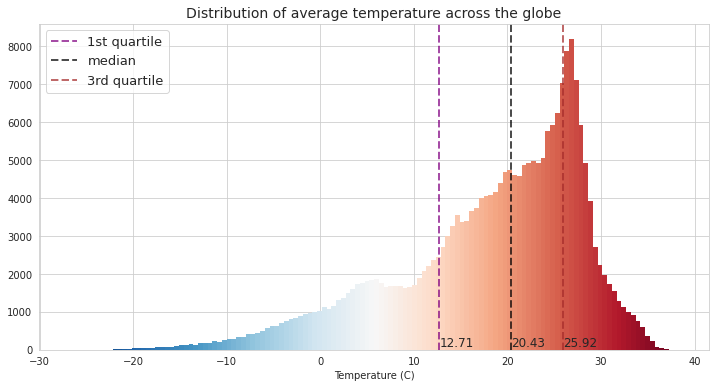 Distribution of average temperature across the globe
1st quartile
median
3rd quartile
8000
7000
6000
5000
4000
3000
2000
1000
0
12.71 20.43 25.92
−30 −20 −10 0 10 20 30 40
Temperature (C)